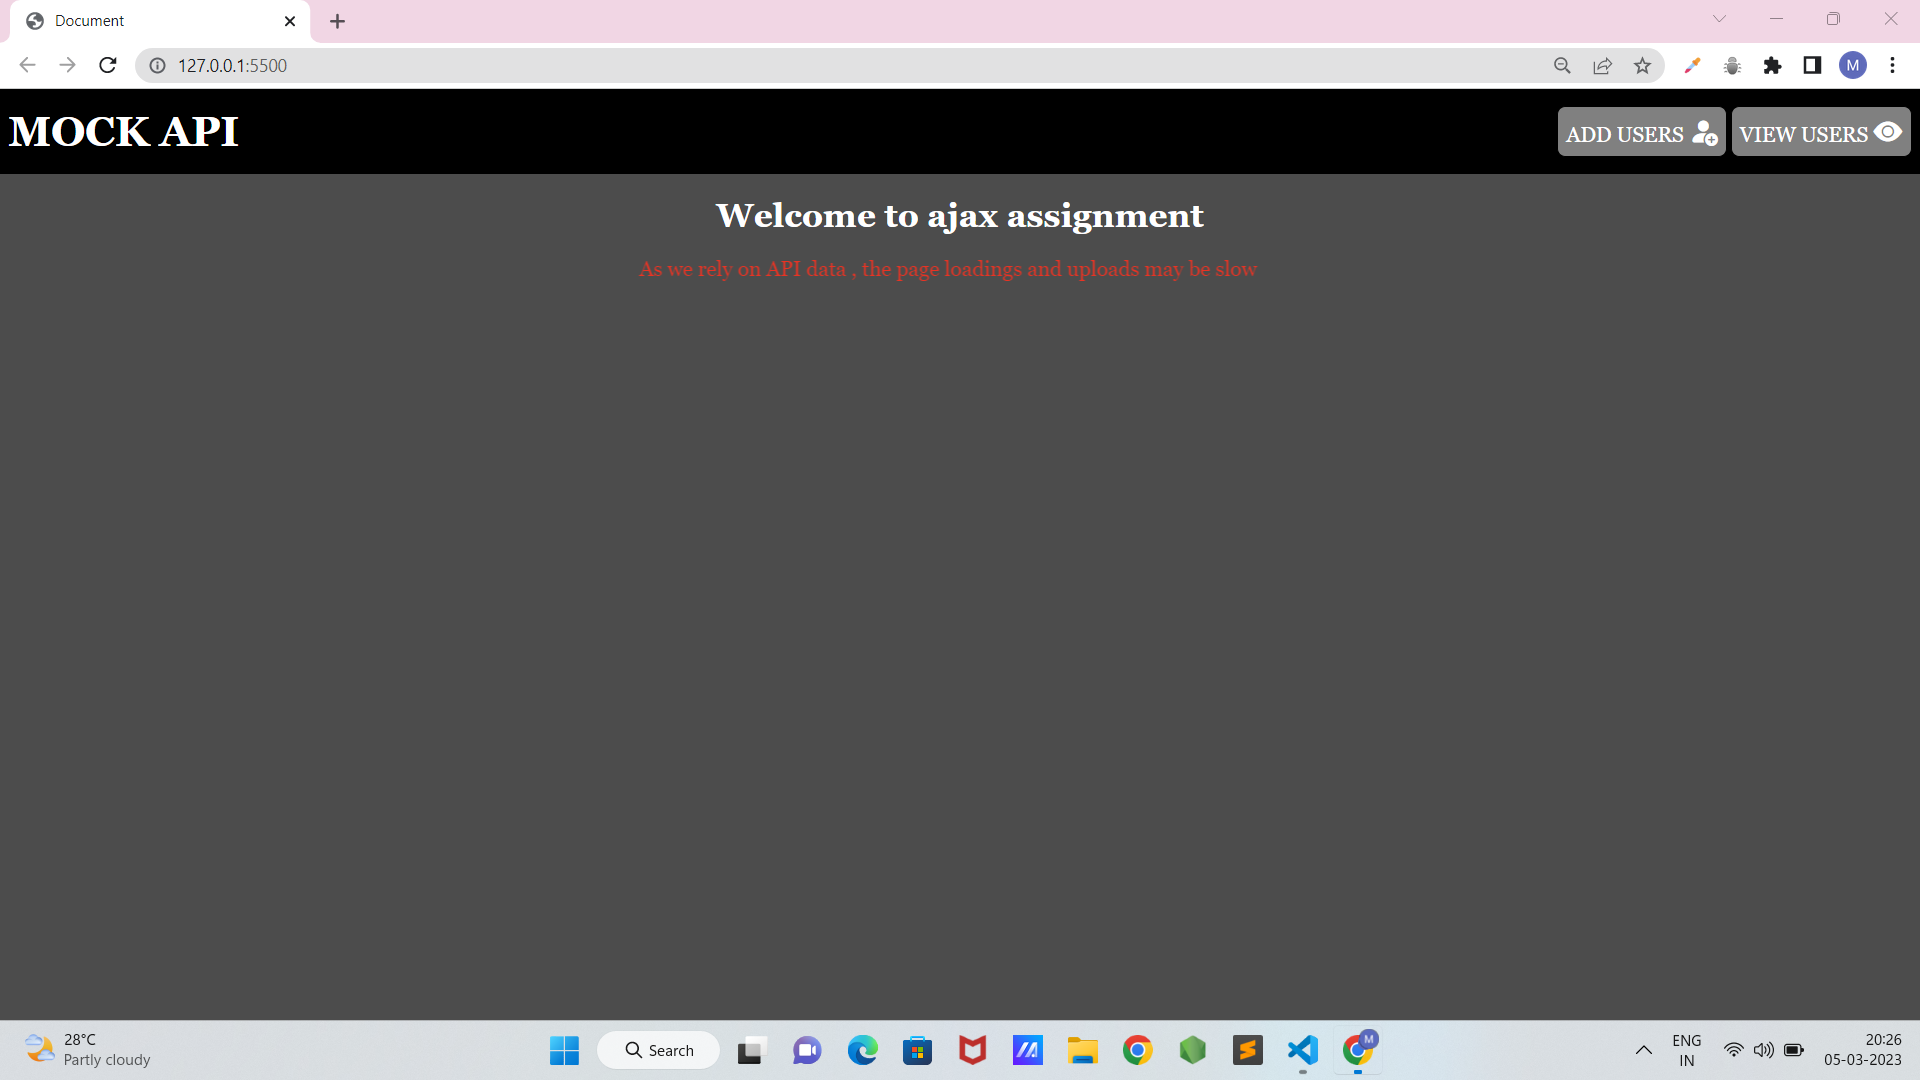 Document
127.0.0.1:5500
M
MOCK API
ADD USERS
VIEW USERS
Welcome to ajax assignment
As we rely on API data , the page loadings and uploads may be slow
28°C
Partly cloudy
Search
M
ENG
IN
20:26
05-03-2023